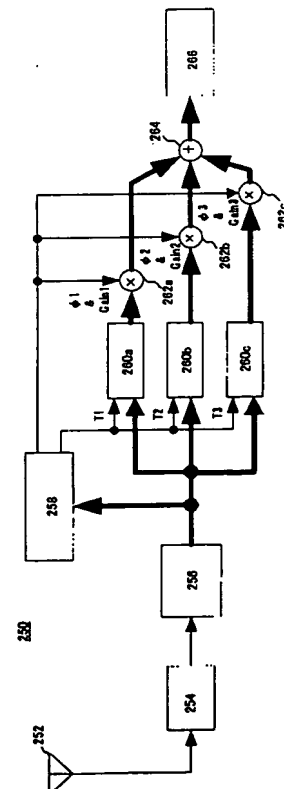 250
252
254
256
258
T1
T2
T3
260a
260b
260c
φ1
&
Gain1
φ2
&
Gain2
φ3
&
Gain3
×
262a
×
262b
×
262c
+
264
266